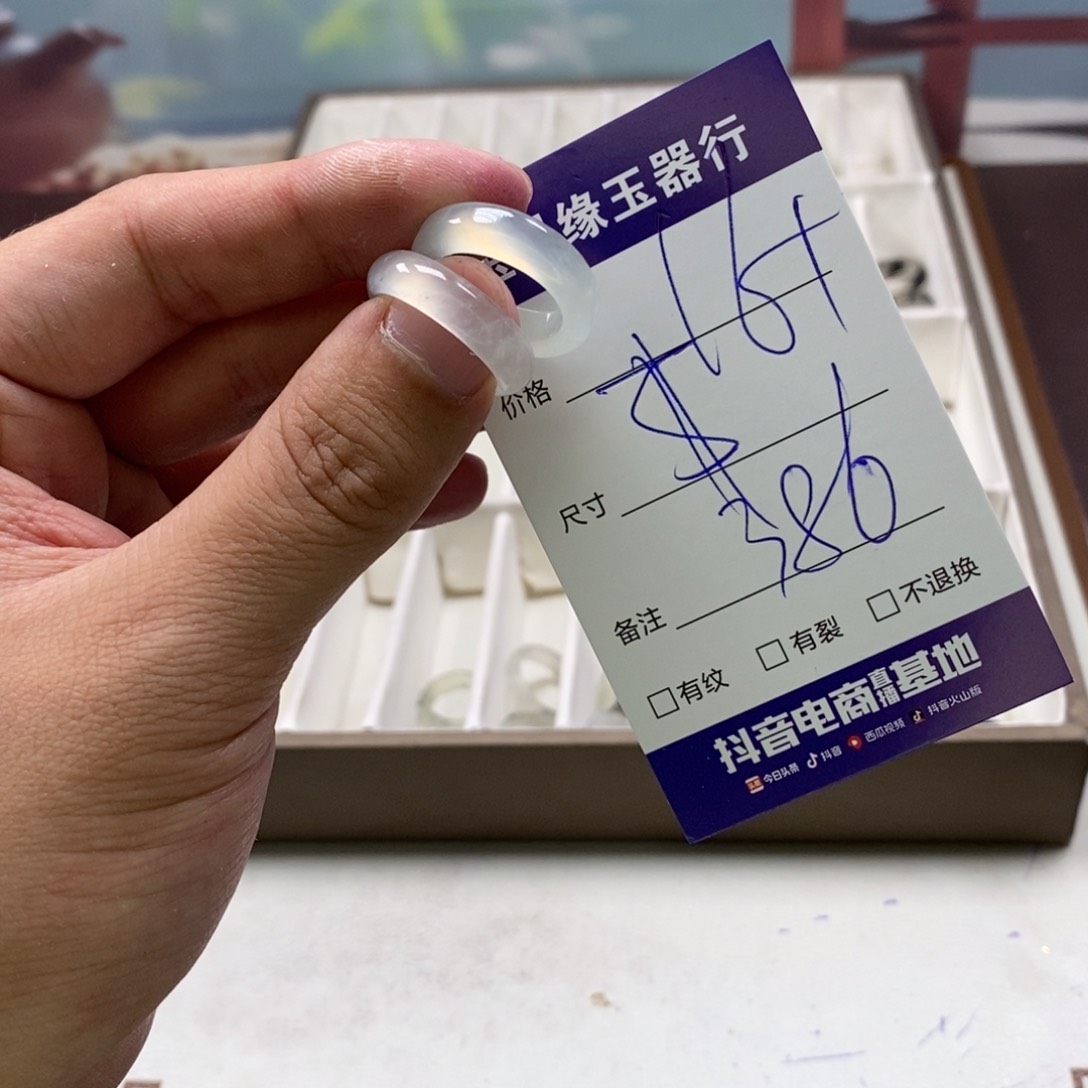 缘玉器行
价格
尺寸
386
备注
有纹 有裂 不退换
抖音电商直播基地
今日头条 抖音 西瓜视频 抖音火山版